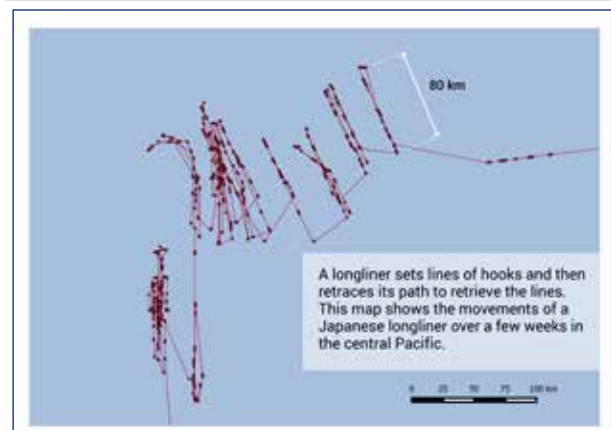 80 km
A longliner sets lines of hooks and then
retraces its path to retrieve the lines.
This map shows the movements of a
Japanese longliner over a few weeks in
the central Pacific.
0 25 50 75 100 km